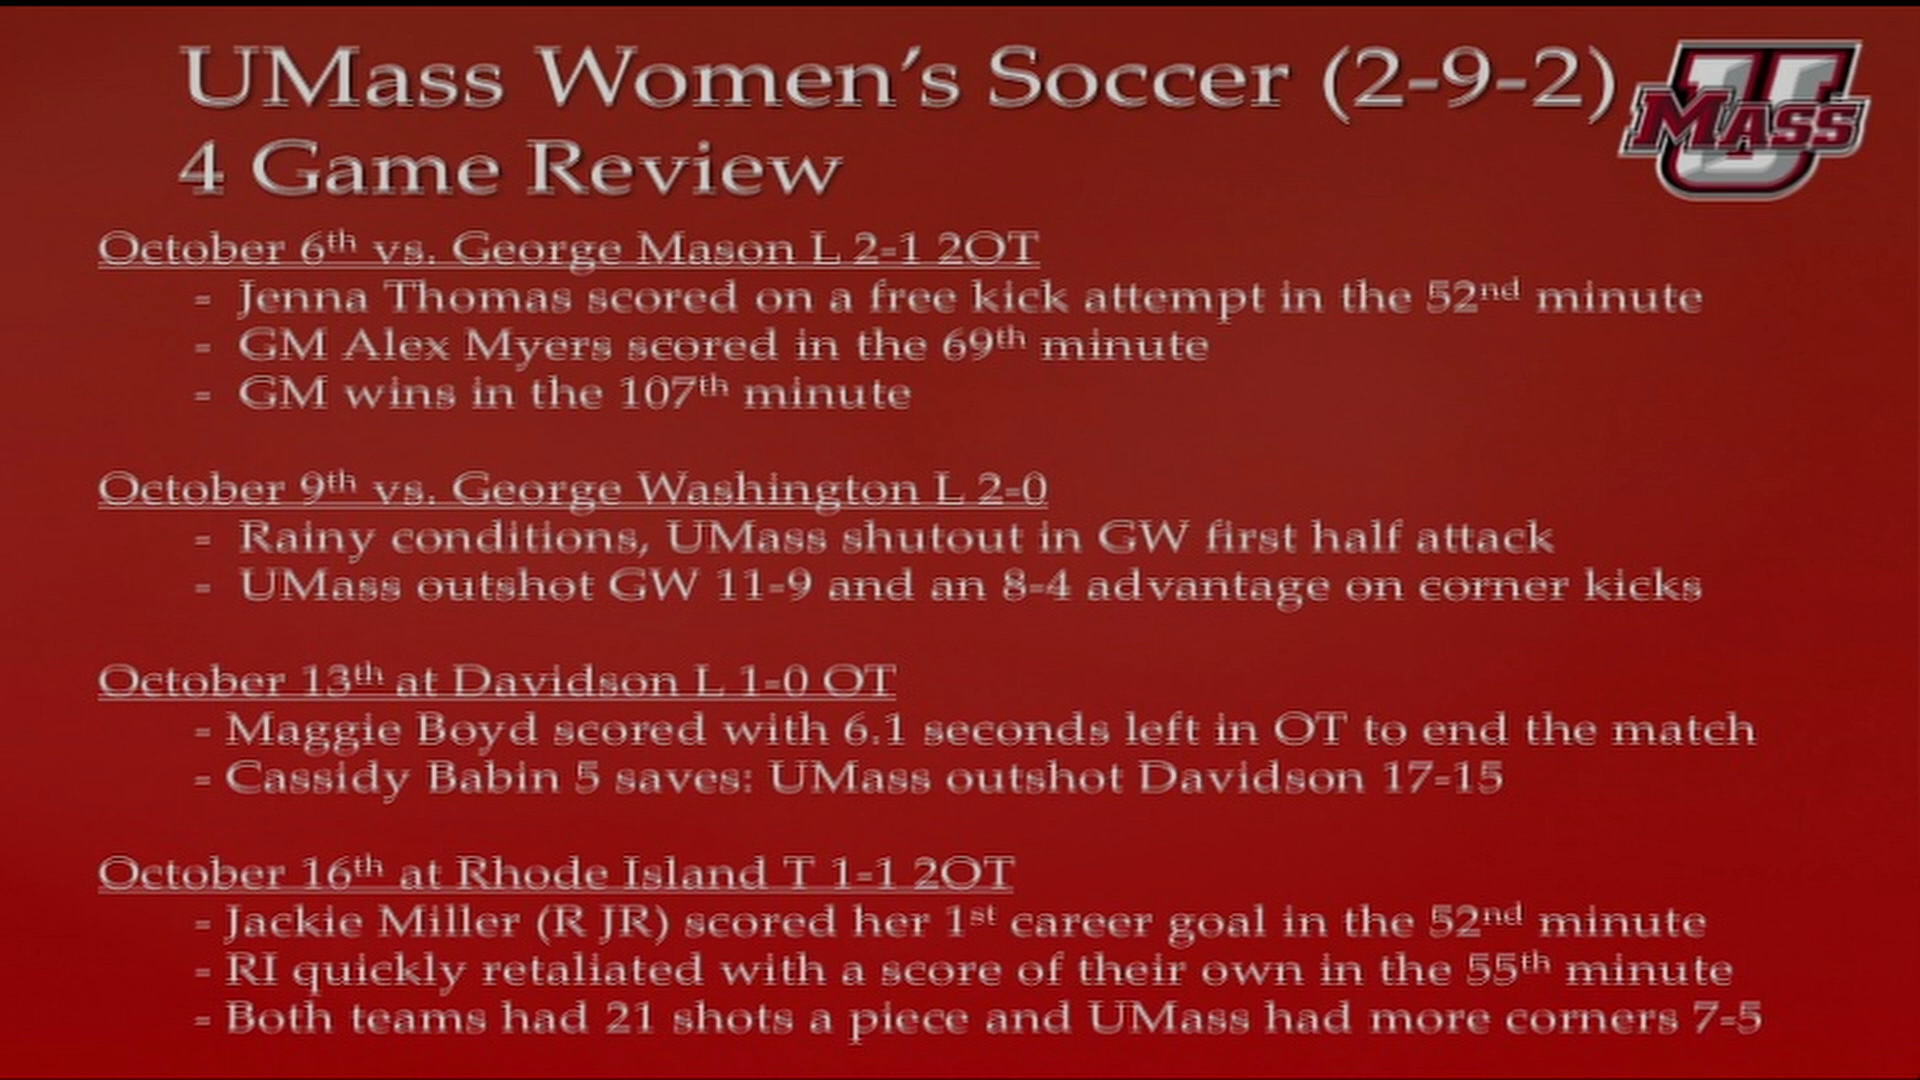 UMass Women's Soccer (2-9-2)
U MASS
4 Game Review
October 6th vs. George Mason L 2-1 2OT
- Jenna Thomas scored on a free kick attempt in the 52nd minute
- GM Alex Myers scored in the 69th minute
- GM wins in the 107th minute
October 9th vs. George Washington L 2-0
- Rainy conditions, UMass shutout in GW first half attack
- UMass outshot GW 11-9 and an 8-4 advantage on corner kicks
October 13th at Davidson L 1-0 OT
- Maggie Boyd scored with 6.1 seconds left in OT to end the match
- Cassidy Babin 5 saves: UMass outshot Davidson 17-15
October 16th at Rhode Island T 1-1 2OT
- Jackie Miller (R JR) scored her 1st career goal in the 52nd minute
- RI quickly retaliated with a score of their own in the 55th minute
- Both teams had 21 shots a piece and UMass had more corners 7-5